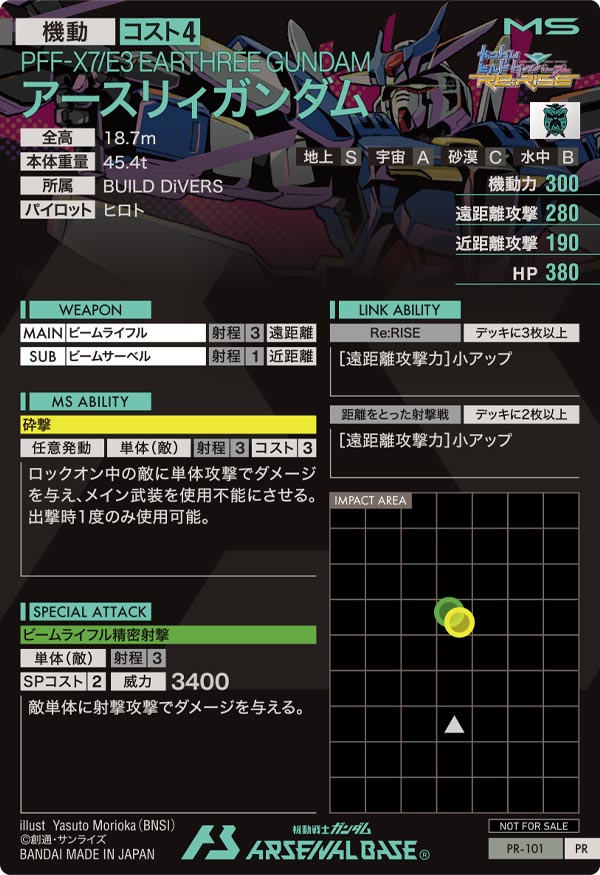 機動 コスト4
MS
PFF-X7/E3 EARTHREE GUNDAM
アースリィガンダム
Re:RISE
全高 18.7m
本体重量 45.4t
所属 BUILD DiVERS
パイロット ヒロト
地上 S 宇宙 A 砂漠 C 水中 B
機動力 300
遠距離攻撃 280
近距離攻撃 190
HP 380
WEAPON
MAIN ビームライフル 射程 3 遠距離
SUB ビームサーベル 射程 1 近距離
MS ABILITY
砕撃
任意発動 単体（敵） 射程 3 コスト 3
ロックオン中の敵に単体攻撃でダメージ
を与え、メイン武装を使用不能にさせる。
出撃時1度のみ使用可能。
SPECIAL ATTACK
ビームライフル精密射撃
単体（敵） 射程 3
SPコスト 2 威力 3400
敵単体に射撃攻撃でダメージを与える。
LINK ABILITY
Re:RISE デッキに3枚以上
［遠距離攻撃力］小アップ
距離をとった射撃戦 デッキに2枚以上
［遠距離攻撃力］小アップ
IMPACT AREA
illust Yasuto Morioka（BNSI）
©創通・サンライズ
BANDAI MADE IN JAPAN
機動戦士ガンダム
ARSENAL BASE®
NOT FOR SALE
PR-101 PR